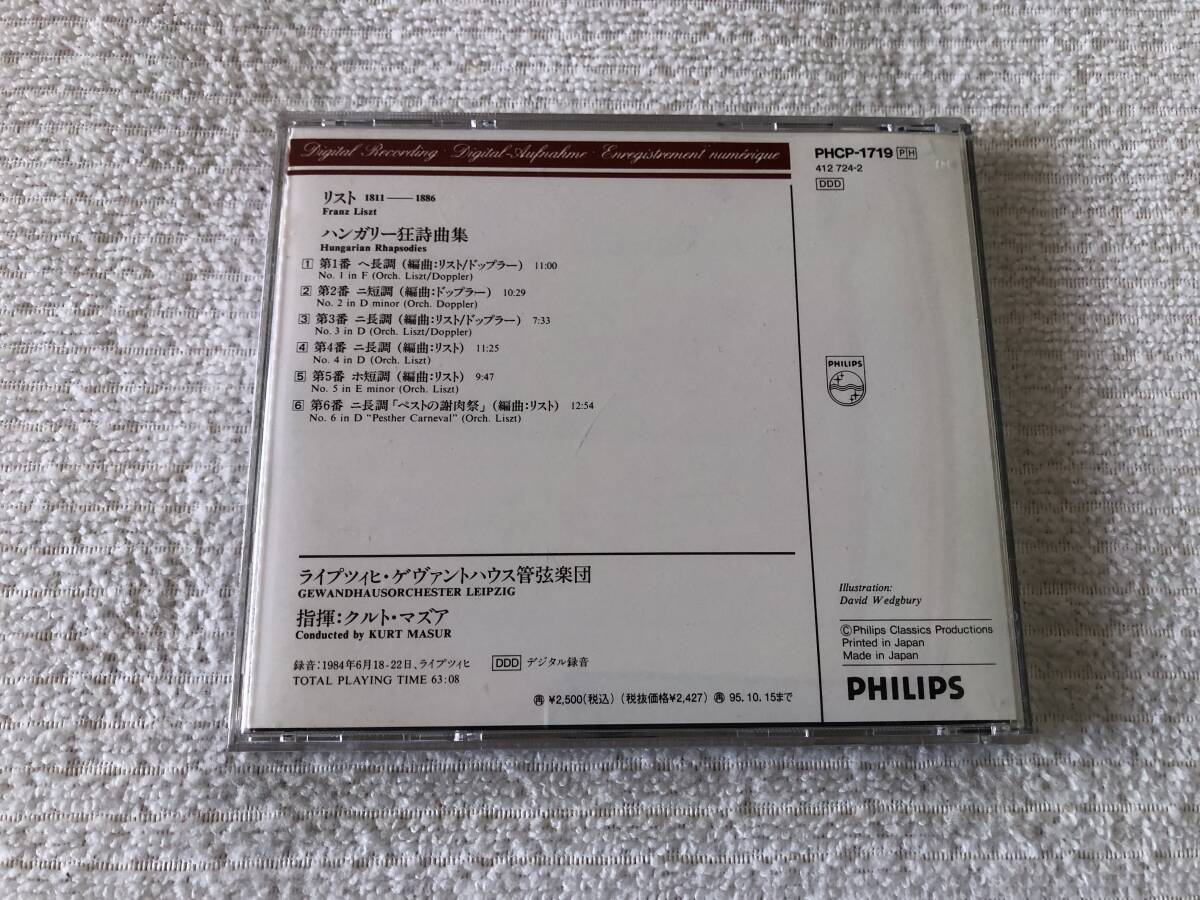 Digital Recording · Digital-Aufnahme · Enregistrement numérique
PHCP-1719 PH
412 724-2
DDD
リスト 1811——1886
Franz Liszt
ハンガリー狂詩曲集
Hungarian Rhapsodies
1 第1番 ヘ長調 (編曲:リスト/ドップラー) 11:00
No. 1 in F (Orch. Liszt/Doppler)
2 第2番 ニ短調 (編曲:ドップラー) 10:29
No. 2 in D minor (Orch. Doppler)
3 第3番 ニ長調 (編曲:リスト/ドップラー) 7:33
No. 3 in D (Orch. Liszt/Doppler)
4 第4番 ニ長調 (編曲:リスト) 11:25
No. 4 in D (Orch. Liszt)
5 第5番 ホ短調 (編曲:リスト) 9:47
No. 5 in E minor (Orch. Liszt)
6 第6番 ニ長調「ペストの謝肉祭」(編曲:リスト) 12:54
No. 6 in D "Pesther Carneval" (Orch. Liszt)
PHILIPS
ライプツィヒ・ゲヴァントハウス管弦楽団
GEWANDHAUSORCHESTER LEIPZIG
指揮:クルト・マズア
Conducted by KURT MASUR
録音:1984年6月18-22日、ライプツィヒ DDD デジタル録音
TOTAL PLAYING TIME 63:08
再 ¥2,500(税込) (税抜価格¥2,427) 再 95.10.15まで
Illustration:
David Wedgbury
©Philips Classics Productions
Printed in Japan
Made in Japan
PHILIPS